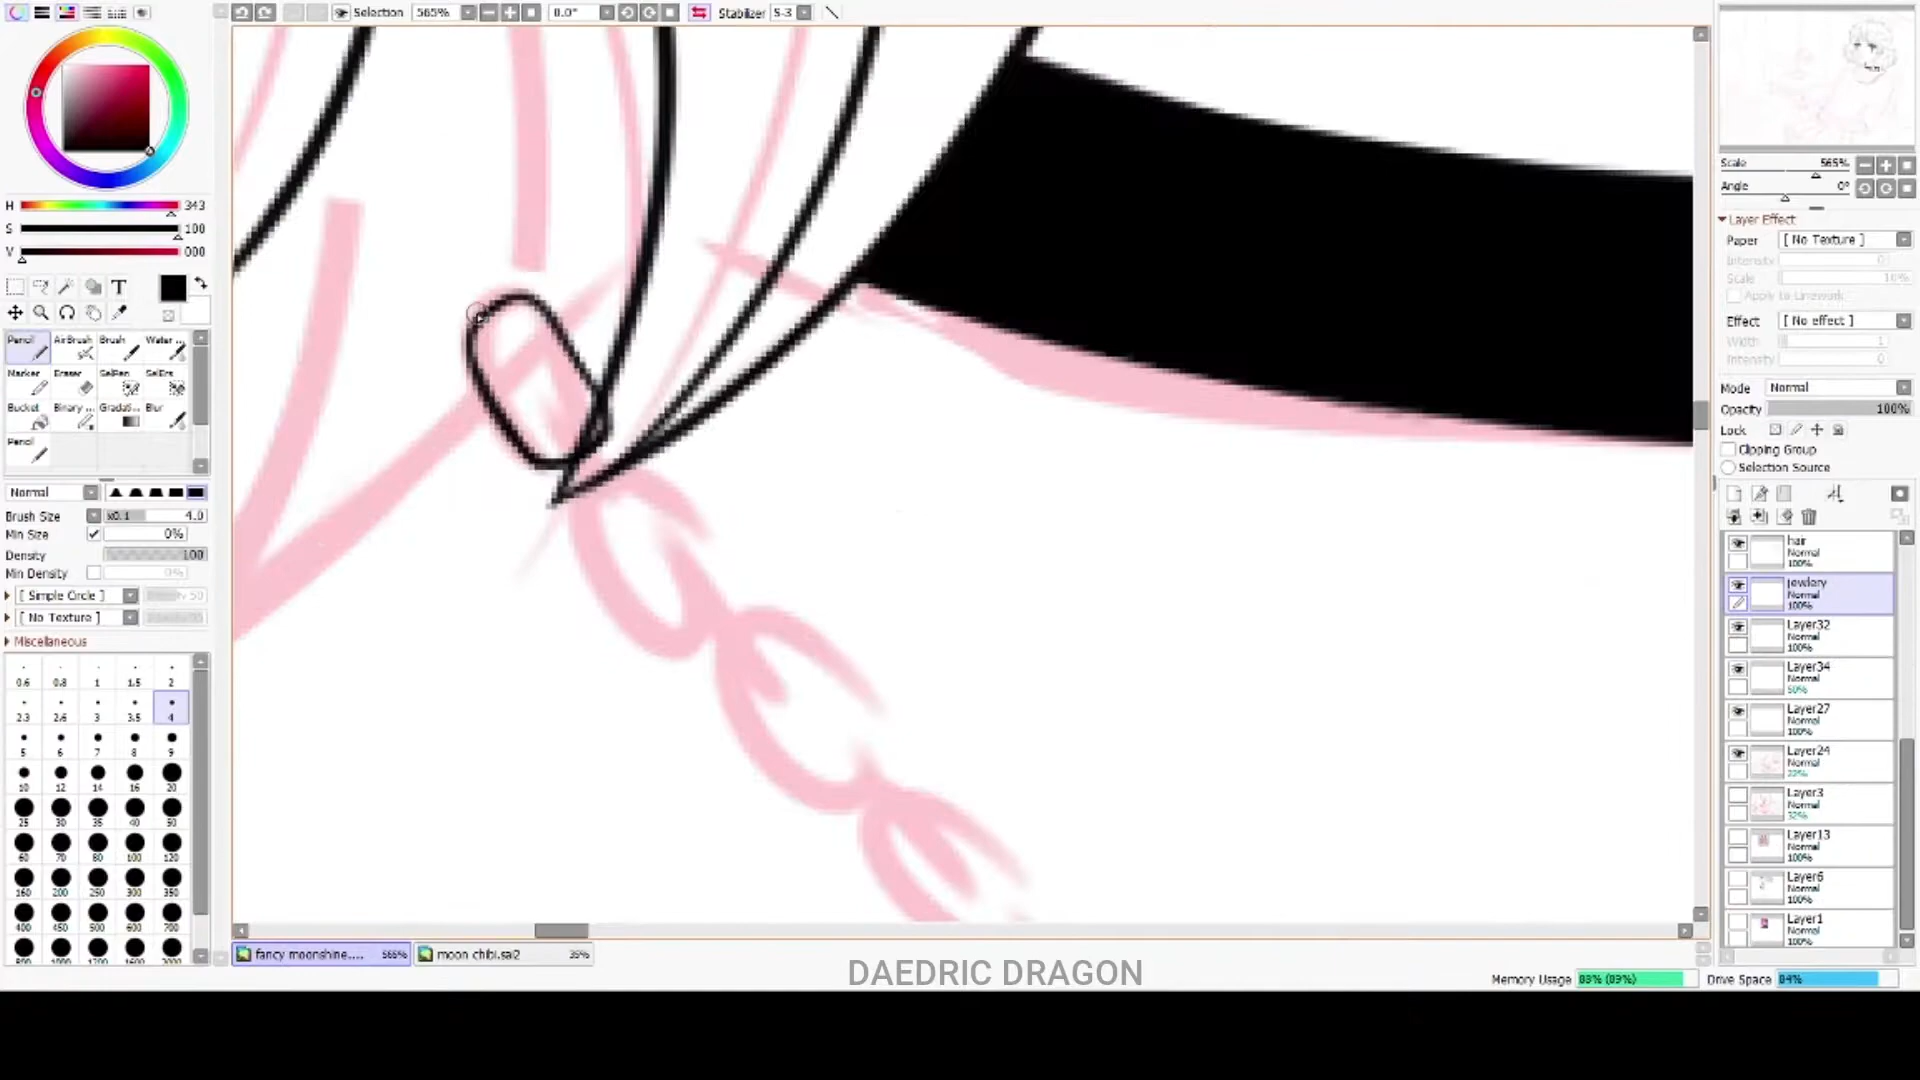 Selection 565% 0.0° Stabilizer S-3
H 343
S 100
V 000
T
Pencil AirBrush Brush Water ...
Marker Eraser SelPen SelErs
Bucket Binary ... Gradati... Blur
Pencil
Normal
Brush Size x0.1 4.0
Min Size 0%
Density 100
Min Density 0%
[ Simple Circle ] 50
[ No Texture ]
Miscellaneous
0.6 0.8 1 1.5 2
2.3 2.6 3 3.5 4
5 6 7 8 9
10 12 14 16 20
25 30 35 40 50
60 70 80 100 120
160 200 250 300 350
400 450 500 600 700
Scale 565%
Angle 0°
Layer Effect
Paper [ No Texture ]
Intensity 0
Scale 10%
Apply to Linework
Effect [ No effect ]
Width 1
Intensity 0
Mode Normal
Opacity 100%
Lock
Clipping Group
Selection Source
hair
Normal
100%
jewlery
Normal
100%
Layer32
Normal
100%
Layer34
Normal
50%
Layer27
Normal
100%
Layer24
Normal
22%
Layer3
Normal
32%
Layer13
Normal
100%
Layer6
Normal
100%
Layer1
Normal
100%
fancy moonshine.... 565% moon chibi.sai2 35%
DAEDRIC DRAGON
Memory Usage 83% (89%) Drive Space 84%